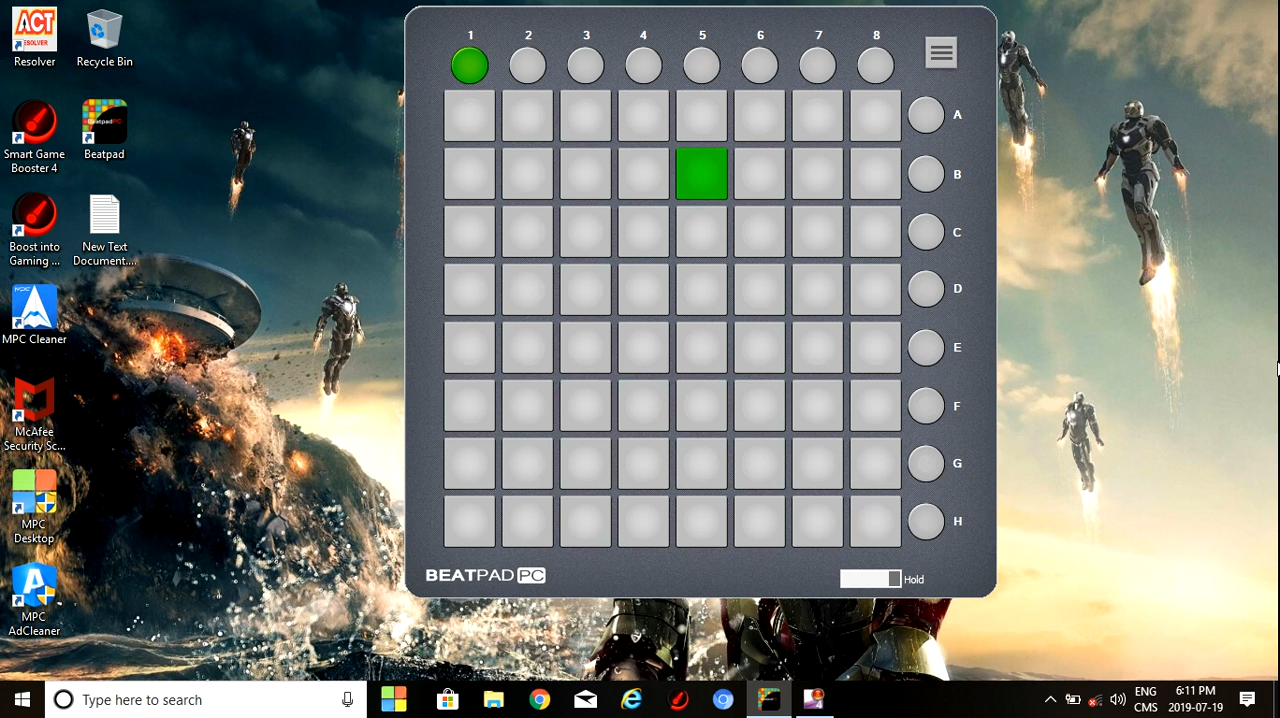 ACT
RESOLVER
Resolver
Recycle Bin
Smart Game
Booster 4
BeatpadPC
Beatpad
Boost into
Gaming ...
New Text
Document....
MPC
MPC Cleaner
McAfee
Security Sc...
MPC
Desktop
MPC
AdCleaner
1 2 3 4 5 6 7 8
A
B
C
D
E
F
G
H
BEATPAD PC
Hold
Type here to search
ENG
CMS
6:11 PM
2019-07-19